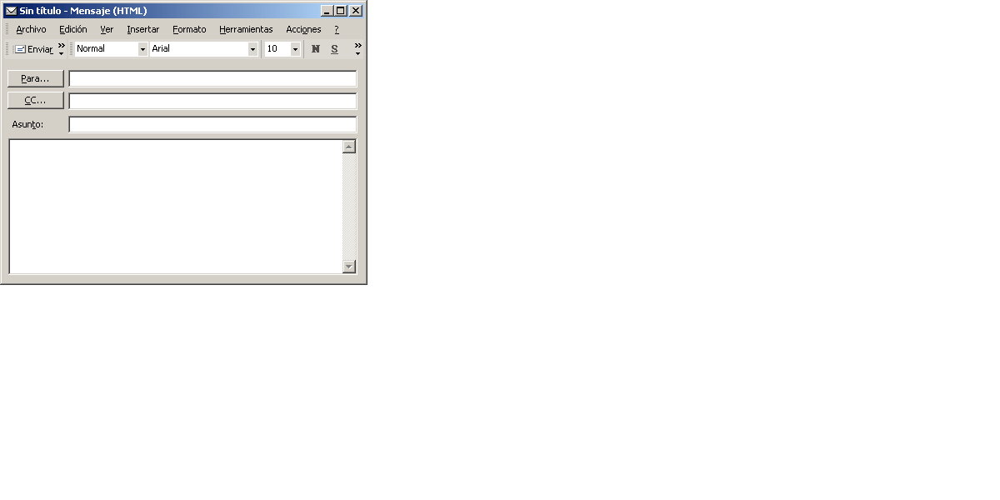 Sin título - Mensaje (HTML)
Archivo Edición Ver Insertar Formato Herramientas Acciones ?
Enviar Normal Arial 10 N S
Para...
CC...
Asunto: